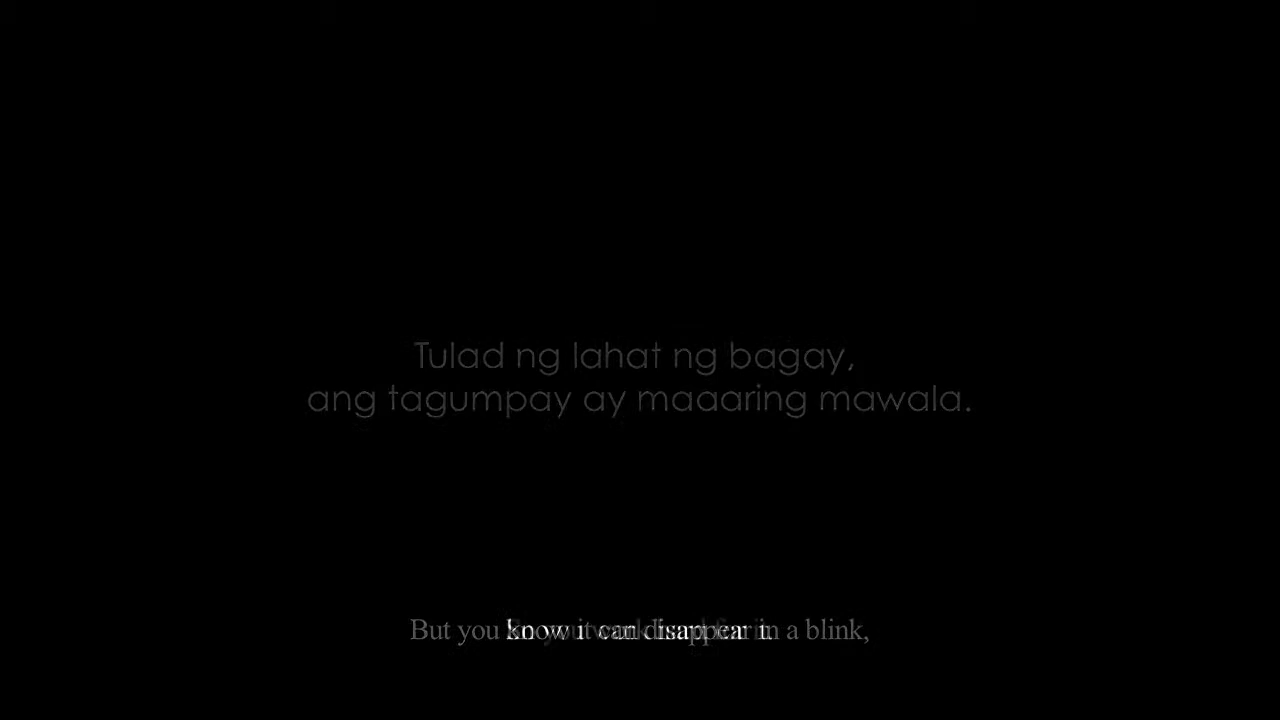 Tulad ng lahat ng bagay,
ang tagumpay ay maaaring mawala.
But you know it can disappear in a blink,